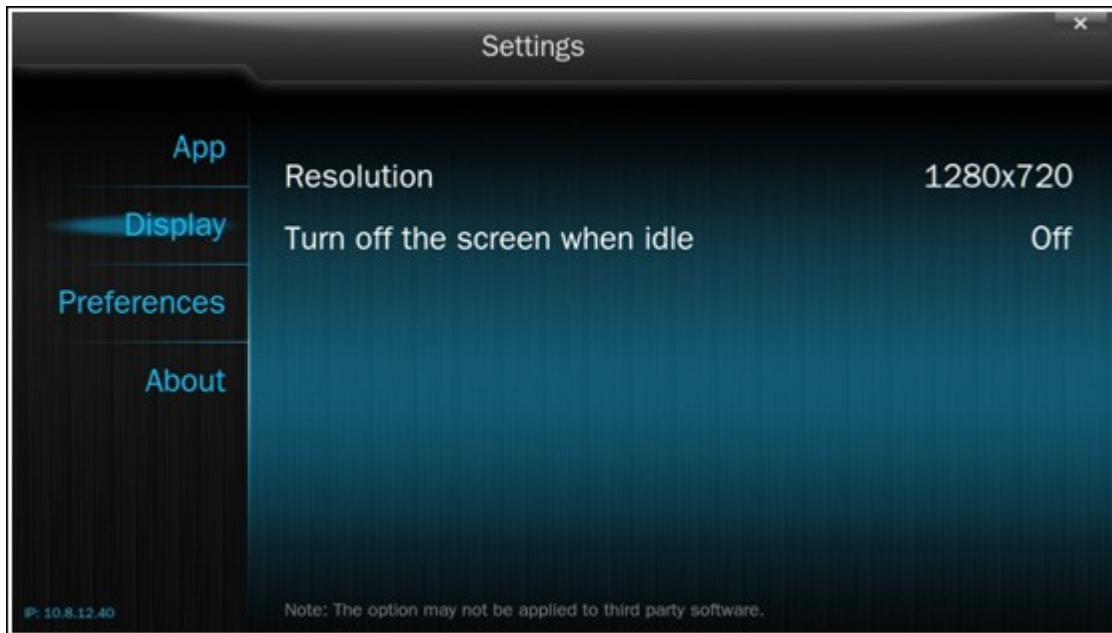 Settings
×
App
Display
Preferences
About
Resolution 1280x720
Turn off the screen when idle Off
IP: 10.8.12.40
Note: The option may not be applied to third party software.